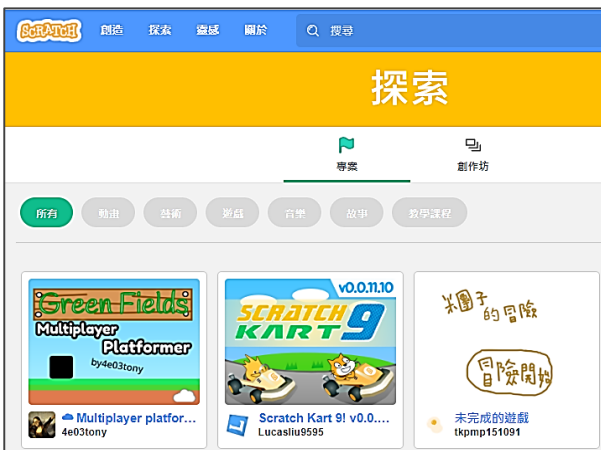 SCRATCH 創造 探索 靈感 關於 搜尋
探索
專案 創作坊
所有 動畫 藝術 遊戲 音樂 故事 教學課程
Green Fields
Multiplayer
Platformer
by4e03tony
Multiplayer platfor...
4e03tony
v0.0.11.10
SCRATCH
KART 9
Scratch Kart 9! v0.0....
Lucasliu9595
糰子
的冒險
冒險開始
未完成的遊戲
tkpmp151091